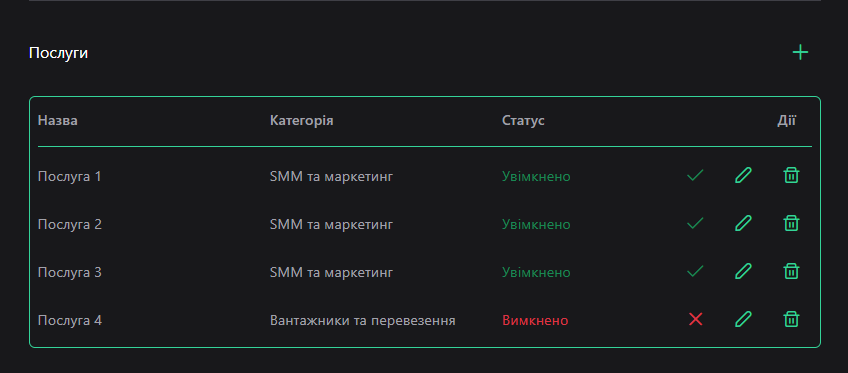 Послуги
Назва Категорія Статус Дії
Послуга 1 SMM та маркетинг Увімкнено
Послуга 2 SMM та маркетинг Увімкнено
Послуга 3 SMM та маркетинг Увімкнено
Послуга 4 Вантажники та перевезення Вимкнено